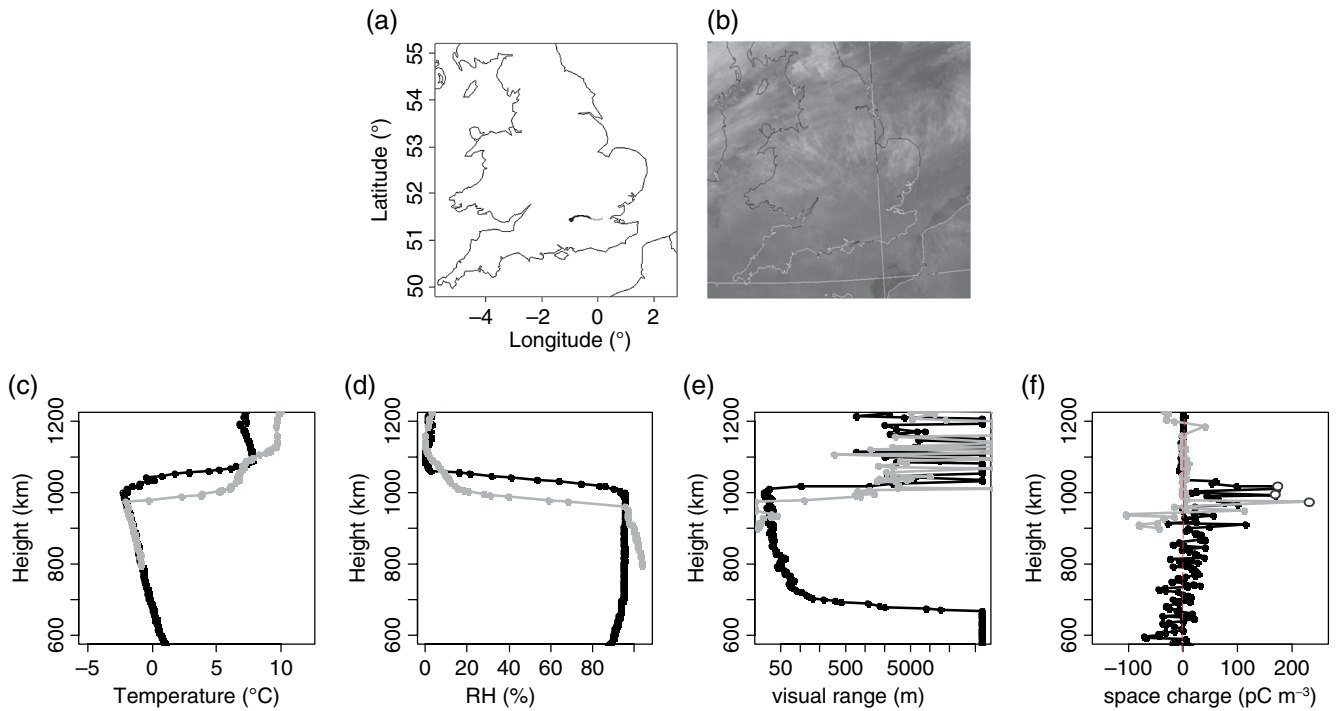 (a)
(b)
Latitude (°)
55
54
53
52
51
50
−4
−2
0
2
Longitude (°)
(c)
(d)
(e)
(f)
Height (km)
1200
1000
800
600
−5
0
5
10
Temperature (°C)
Height (km)
1200
1000
800
600
0
20
40
60
80
RH (%)
Height (km)
1200
1000
800
600
50
500
5000
visual range (m)
Height (km)
1200
1000
800
600
−100
0
100
200
space charge (pC m⁻³)